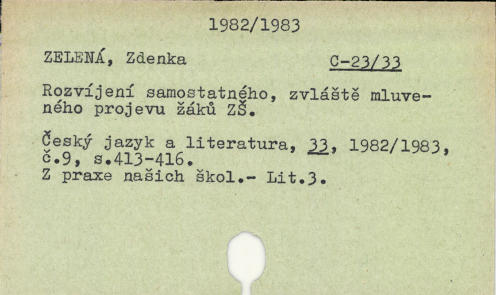 1982/1983
ZELENÁ, Zdenka C-23/33
Rozvíjení samostatného, zvláště mluve-
ného projevu žáků ZŠ.
Český jazyk a literatura, 33, 1982/1983,
č.9, s.413-416.
Z praxe našich škol.- Lit.3.